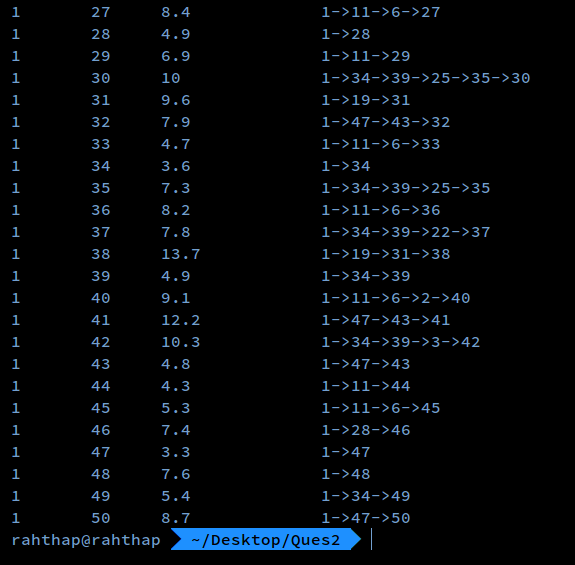 1 27 8.4 1->11->6->27
1 28 4.9 1->28
1 29 6.9 1->11->29
1 30 10 1->34->39->25->35->30
1 31 9.6 1->19->31
1 32 7.9 1->47->43->32
1 33 4.7 1->11->6->33
1 34 3.6 1->34
1 35 7.3 1->34->39->25->35
1 36 8.2 1->11->6->36
1 37 7.8 1->34->39->22->37
1 38 13.7 1->19->31->38
1 39 4.9 1->34->39
1 40 9.1 1->11->6->2->40
1 41 12.2 1->47->43->41
1 42 10.3 1->34->39->3->42
1 43 4.8 1->47->43
1 44 4.3 1->11->44
1 45 5.3 1->11->6->45
1 46 7.4 1->28->46
1 47 3.3 1->47
1 48 7.6 1->48
1 49 5.4 1->34->49
1 50 8.7 1->47->50
rahthap@rahthap ~/Desktop/Ques2